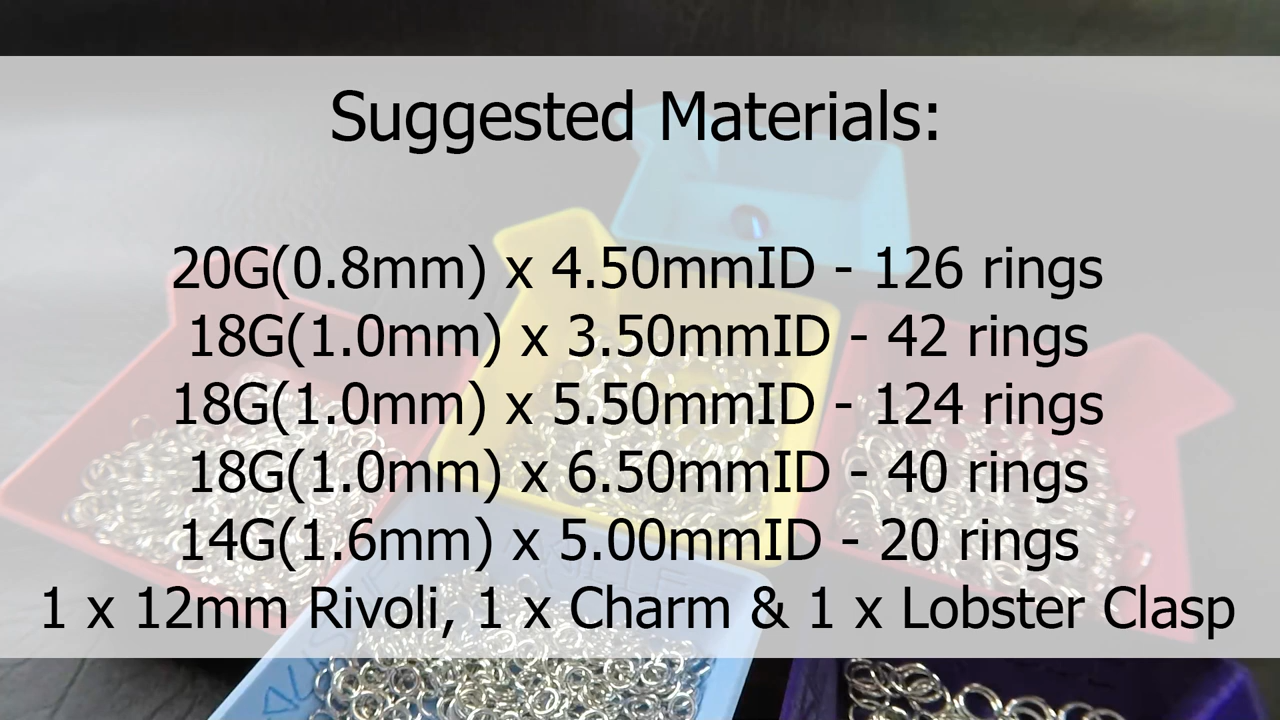 Suggested Materials:
20G(0.8mm) x 4.50mmID - 126 rings
18G(1.0mm) x 3.50mmID - 42 rings
18G(1.0mm) x 5.50mmID - 124 rings
18G(1.0mm) x 6.50mmID - 40 rings
14G(1.6mm) x 5.00mmID - 20 rings
1 x 12mm Rivoli, 1 x Charm & 1 x Lobster Clasp